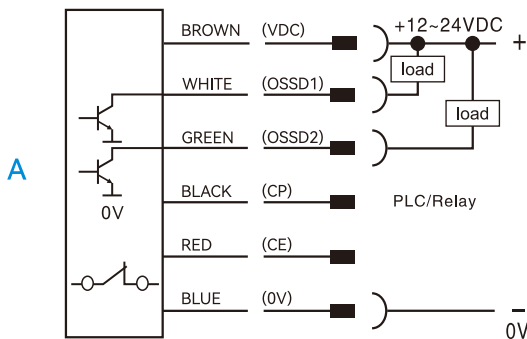 BROWN (VDC) +12~24VDC +
load
WHITE (OSSD1)
load
GREEN (OSSD2)
A
BLACK (CP) PLC/Relay
0V
RED (CE)
BLUE (0V) −
0V